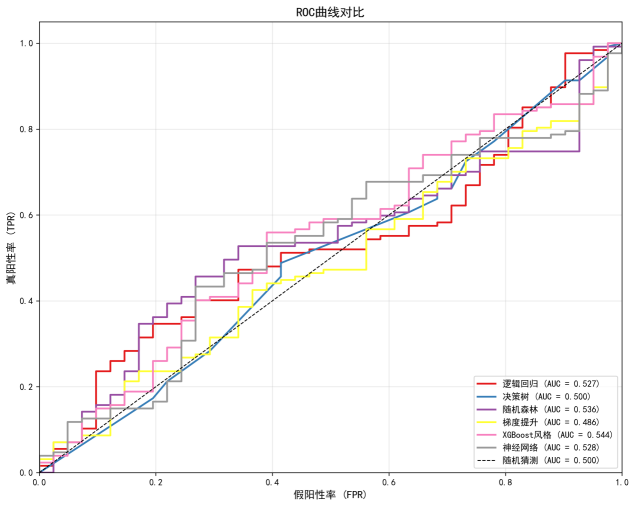 ROC曲线对比
1.0
0.8
0.6
0.4
0.2
0.0
真阳性率 (TPR)
逻辑回归 (AUC = 0.527)
决策树 (AUC = 0.500)
随机森林 (AUC = 0.536)
梯度提升 (AUC = 0.486)
XGBoost风格 (AUC = 0.544)
神经网络 (AUC = 0.528)
随机猜测 (AUC = 0.500)
0.0 0.2 0.4 0.6 0.8 1.0
假阳性率 (FPR)